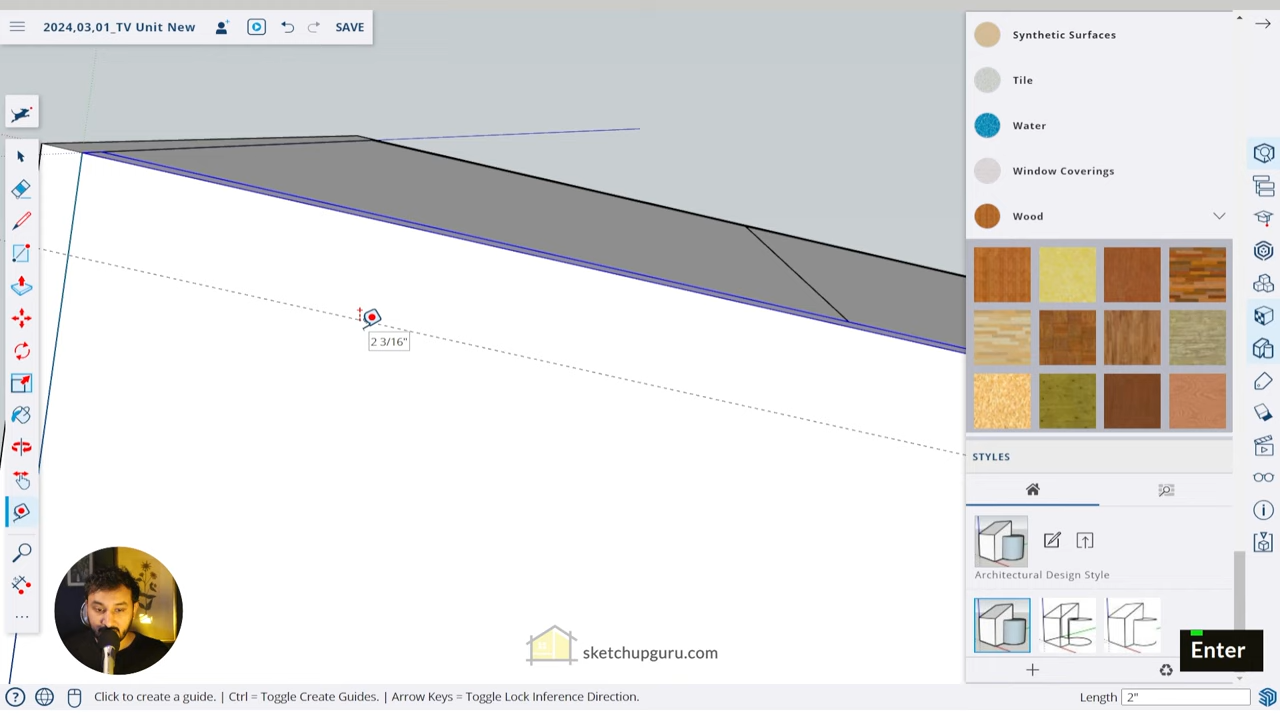 2024,03,01_TV Unit New
SAVE
Synthetic Surfaces
Tile
Water
Window Coverings
Wood
2 3/16"
STYLES
Architectural Design Style
Enter
sketchupguru.com
Click to create a guide. | Ctrl = Toggle Create Guides. | Arrow Keys = Toggle Lock Inference Direction.
Length 2"